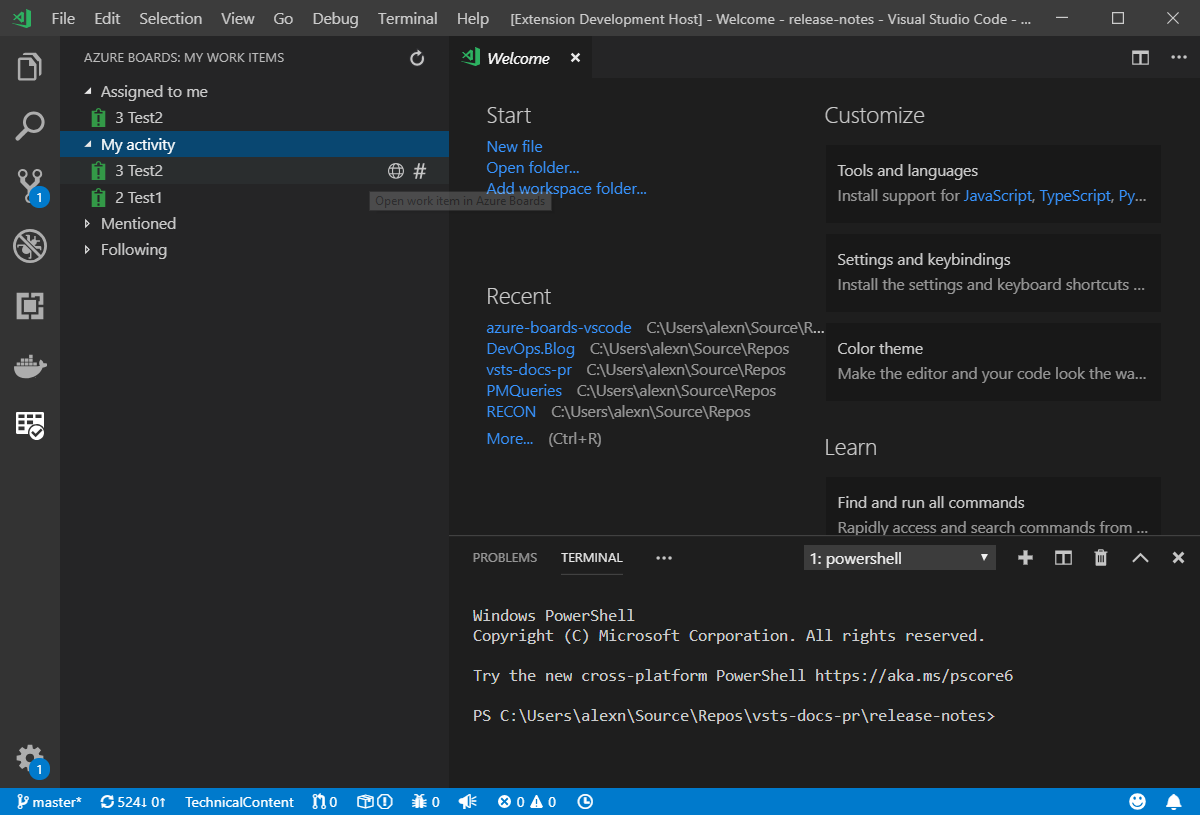 File Edit Selection View Go Debug Terminal Help [Extension Development Host] - Welcome - release-notes - Visual Studio Code - ...
AZURE BOARDS: MY WORK ITEMS
Assigned to me
3 Test2
My activity
3 Test2 #
2 Test1
Mentioned
Following
Open work item in Azure Boards
1
1
Welcome
Start
New file
Open folder...
Add workspace folder...
Recent
azure-boards-vscode C:\Users\alexn\Source\R...
DevOps.Blog C:\Users\alexn\Source\Repos
vsts-docs-pr C:\Users\alexn\Source\Repos
PMQueries C:\Users\alexn\Source\Repos
RECON C:\Users\alexn\Source\Repos
More... (Ctrl+R)
Customize
Tools and languages
Install support for JavaScript, TypeScript, Py...
Settings and keybindings
Install the settings and keyboard shortcuts ...
Color theme
Make the editor and your code look the wa...
Learn
Find and run all commands
Rapidly access and search commands from ...
PROBLEMS TERMINAL ... 1: powershell
Windows PowerShell
Copyright (C) Microsoft Corporation. All rights reserved.
Try the new cross-platform PowerShell https://aka.ms/pscore6
PS C:\Users\alexn\Source\Repos\vsts-docs-pr\release-notes>
master* 524↓ 0↑ TechnicalContent 0 0 0 0